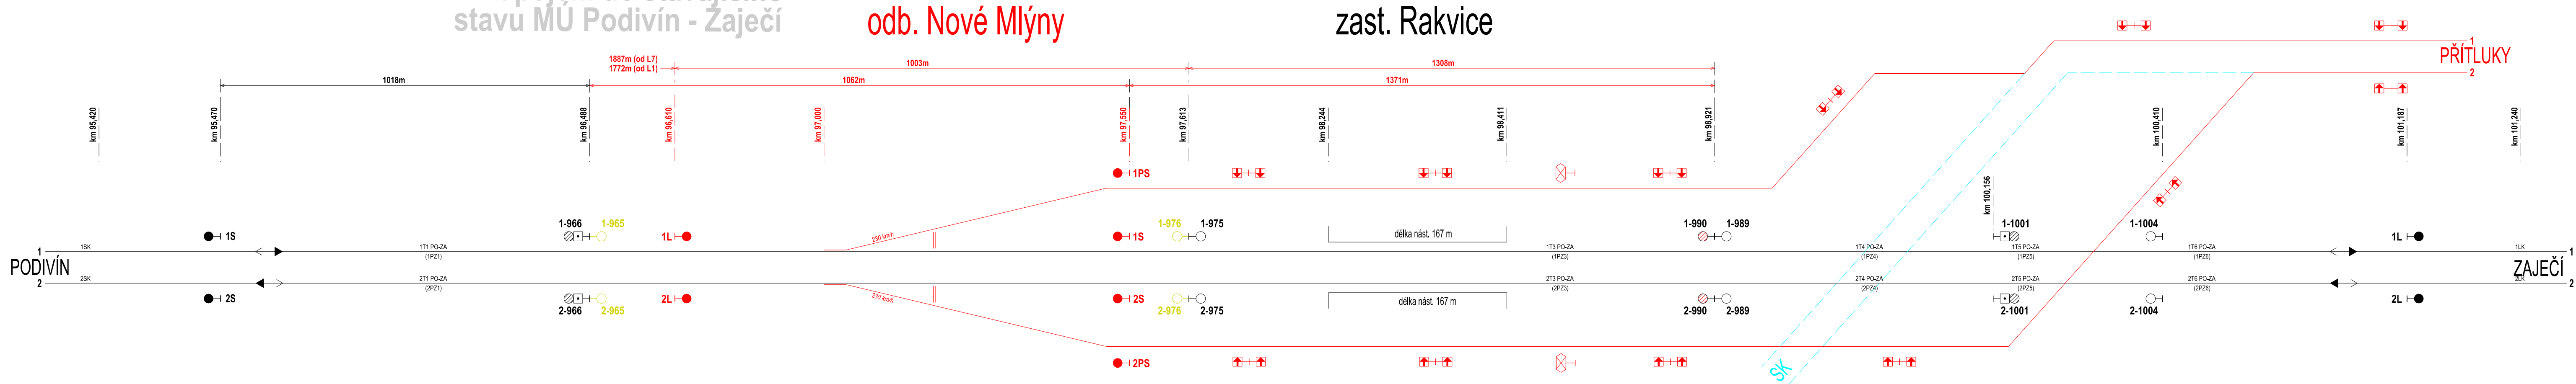 stavu MÚ Podivín - Zaječí
odb. Nové Mlýny
zast. Rakvice
1
PŘÍTLUKY
2
1887m (od L7)
1772m (od L1)
1003m
1308m
1018m
1062m
1371m
km 95,420
km 95,470
km 96,488
km 96,610
km 97,000
km 97,550
km 97,613
km 98,244
km 98,411
km 98,921
km 100,410
km 101,187
km 101,240
km 100,156
1PS
1S
1-966
1-965
1L
230 km/h
1S
1-976
1-975
délka nást. 167 m
1-990
1-989
1-1001
1-1004
1L
1
1SK
1T1 PO-ZA
(1PZ1)
1T3 PO-ZA
(1PZ3)
1T4 PO-ZA
(1PZ4)
1T5 PO-ZA
(1PZ5)
1T6 PO-ZA
(1PZ6)
1LK
1
PODIVÍN
ZAJEČÍ
2
2SK
2T1 PO-ZA
(2PZ1)
2T3 PO-ZA
(2PZ3)
2T4 PO-ZA
(2PZ4)
2T5 PO-ZA
(2PZ5)
2T6 PO-ZA
(2PZ6)
2LK
2
2S
2-966
2-965
2L
230 km/h
2S
2-976
2-975
délka nást. 167 m
2-990
2-989
2-1001
2-1004
2L
2PS
SK